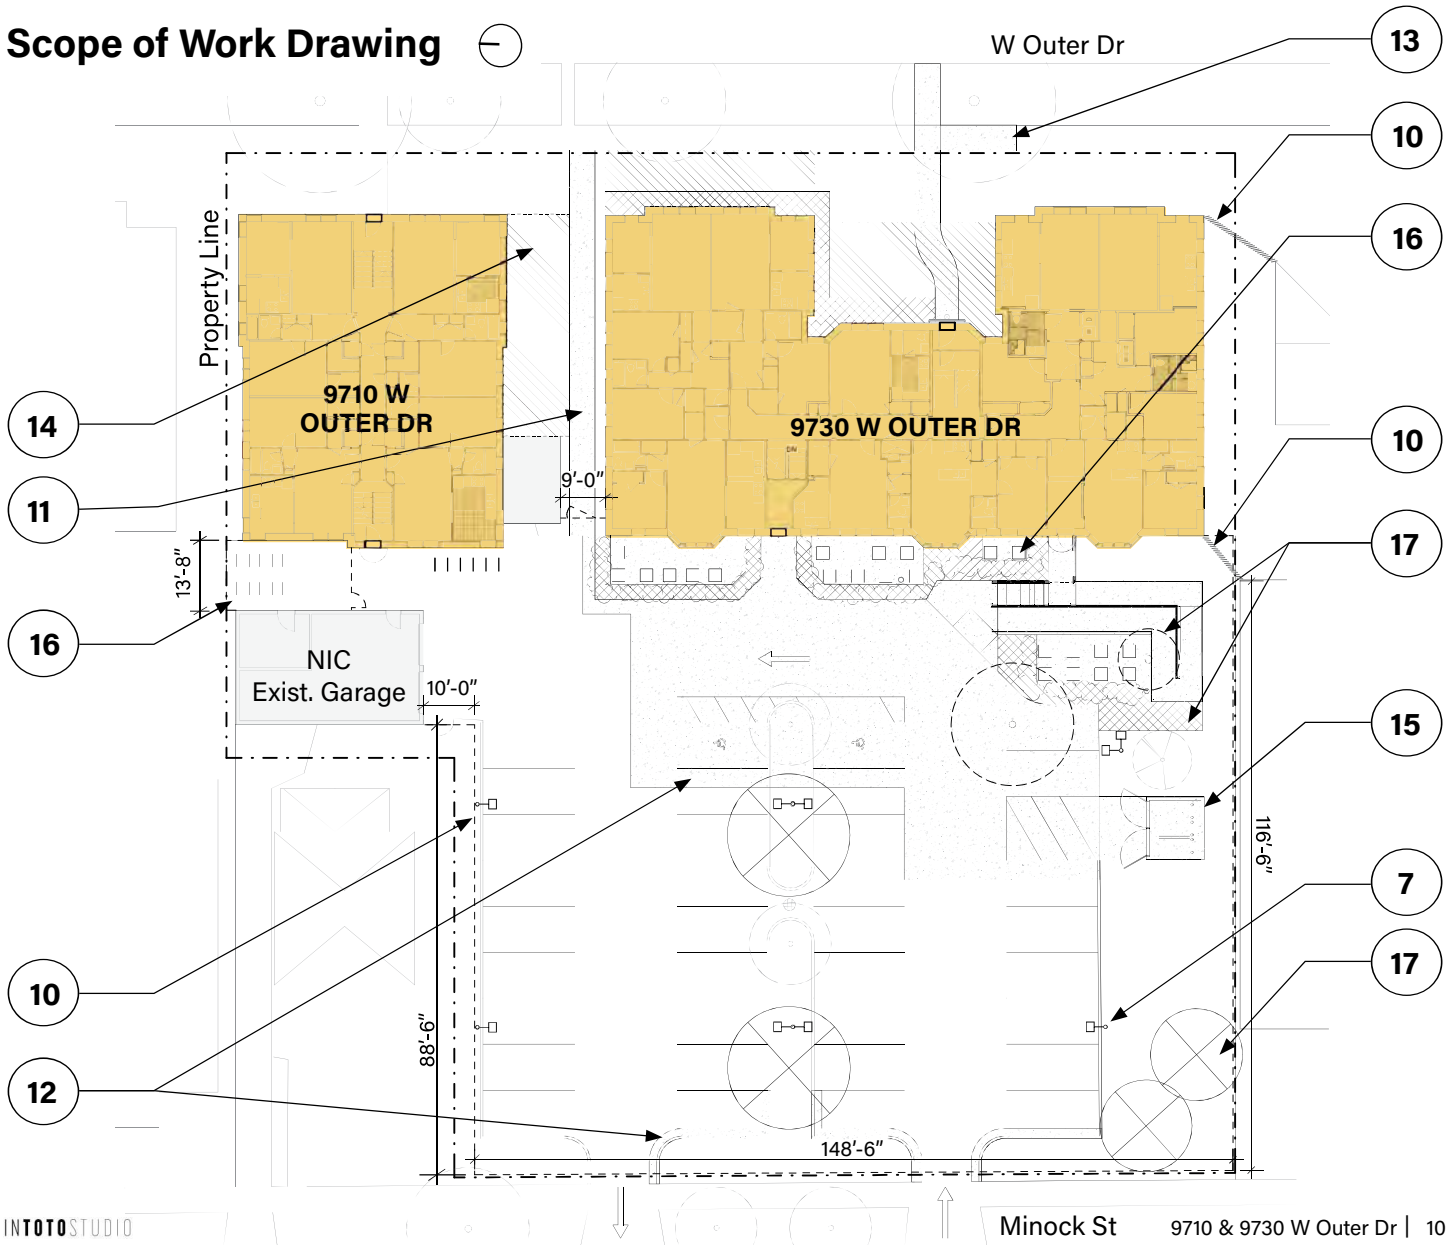 Scope of Work Drawing
W Outer Dr
13
10
16
Property Line
9710 W
OUTER DR
9730 W OUTER DR
14
10
11
9'-0"
17
13'-8"
16
NIC
Exist. Garage
10'-0"
15
116'-6"
7
17
10
88'-6"
12
148'-6"
INTOTOSTUDIO
Minock St
9710 & 9730 W Outer Dr | 10